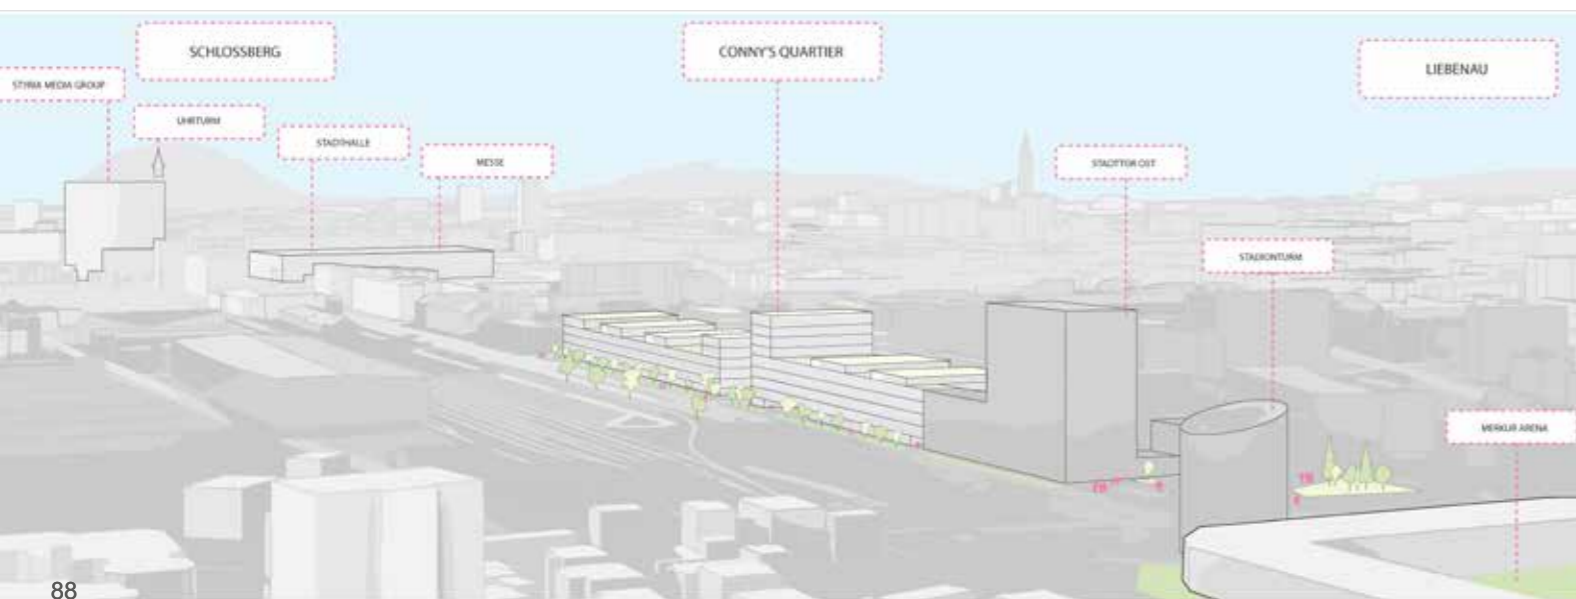 SCHLOSSBERG
CONNY'S QUARTIER
LIEBENAU
STYRIA MEDIA GROUP
UHRTURM
STADTHALLE
MESSE
STADTTOR OST
STADIONTURM
MERKUR ARENA
88